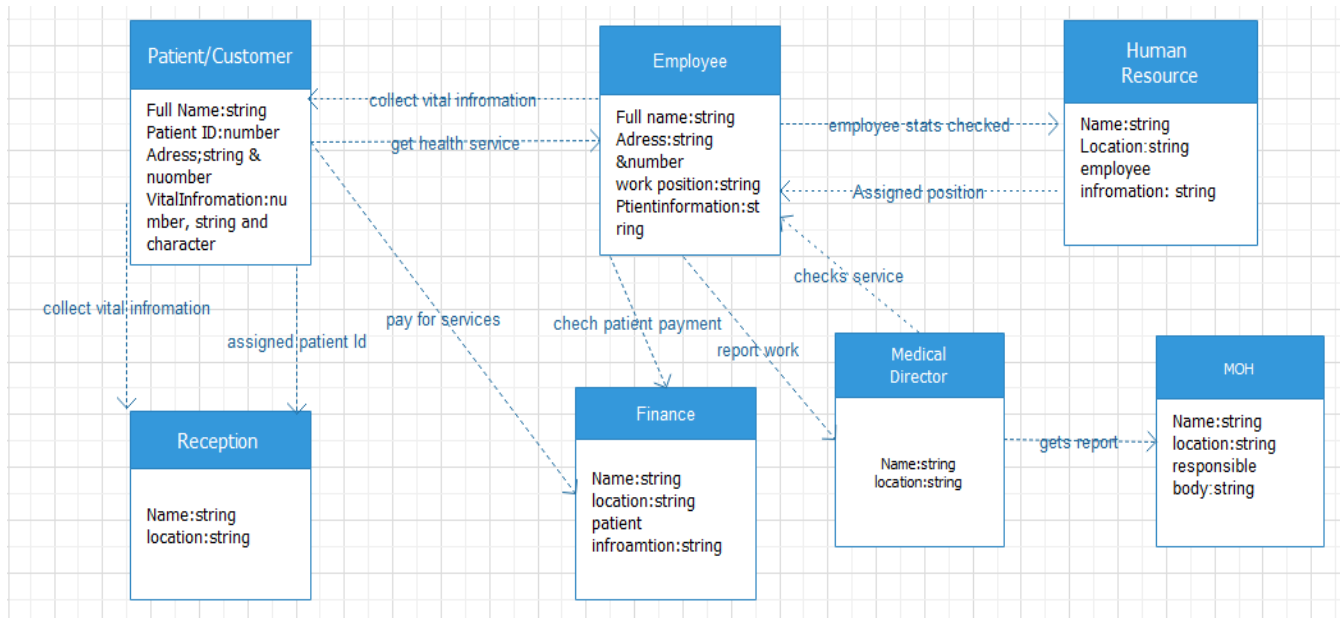 Patient/Customer
Full Name:string
Patient ID:number
Adress;string &
nuomber
VitalInfromation:nu
mber, string and
character
collect vital infromation
get health service
Employee
Full name:string
Adress:string
&number
work position:string
Ptientinformation:st
ring
employee stats checked
Assigned position
Human
Resource
Name:string
Location:string
employee
infromation: string
collect vital infromation
assigned patient Id
pay for services
chech patient payment
report work
checks service
Reception
Name:string
location:string
Finance
Name:string
location:string
patient
infroamtion:string
Medical
Director
Name:string
location:string
gets report
MOH
Name:string
location:string
responsible
body:string